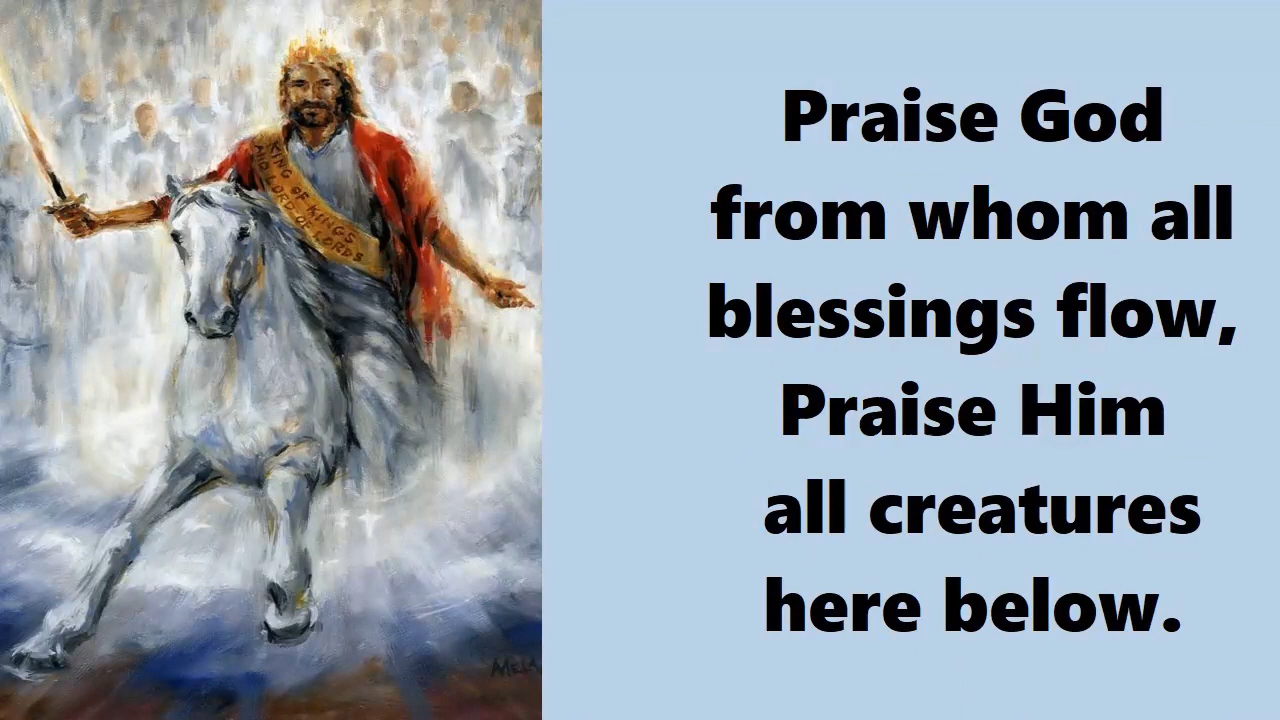 KING OF KINGS
AND LORD OF LORDS
Praise God
from whom all
blessings flow,
Praise Him
all creatures
here below.